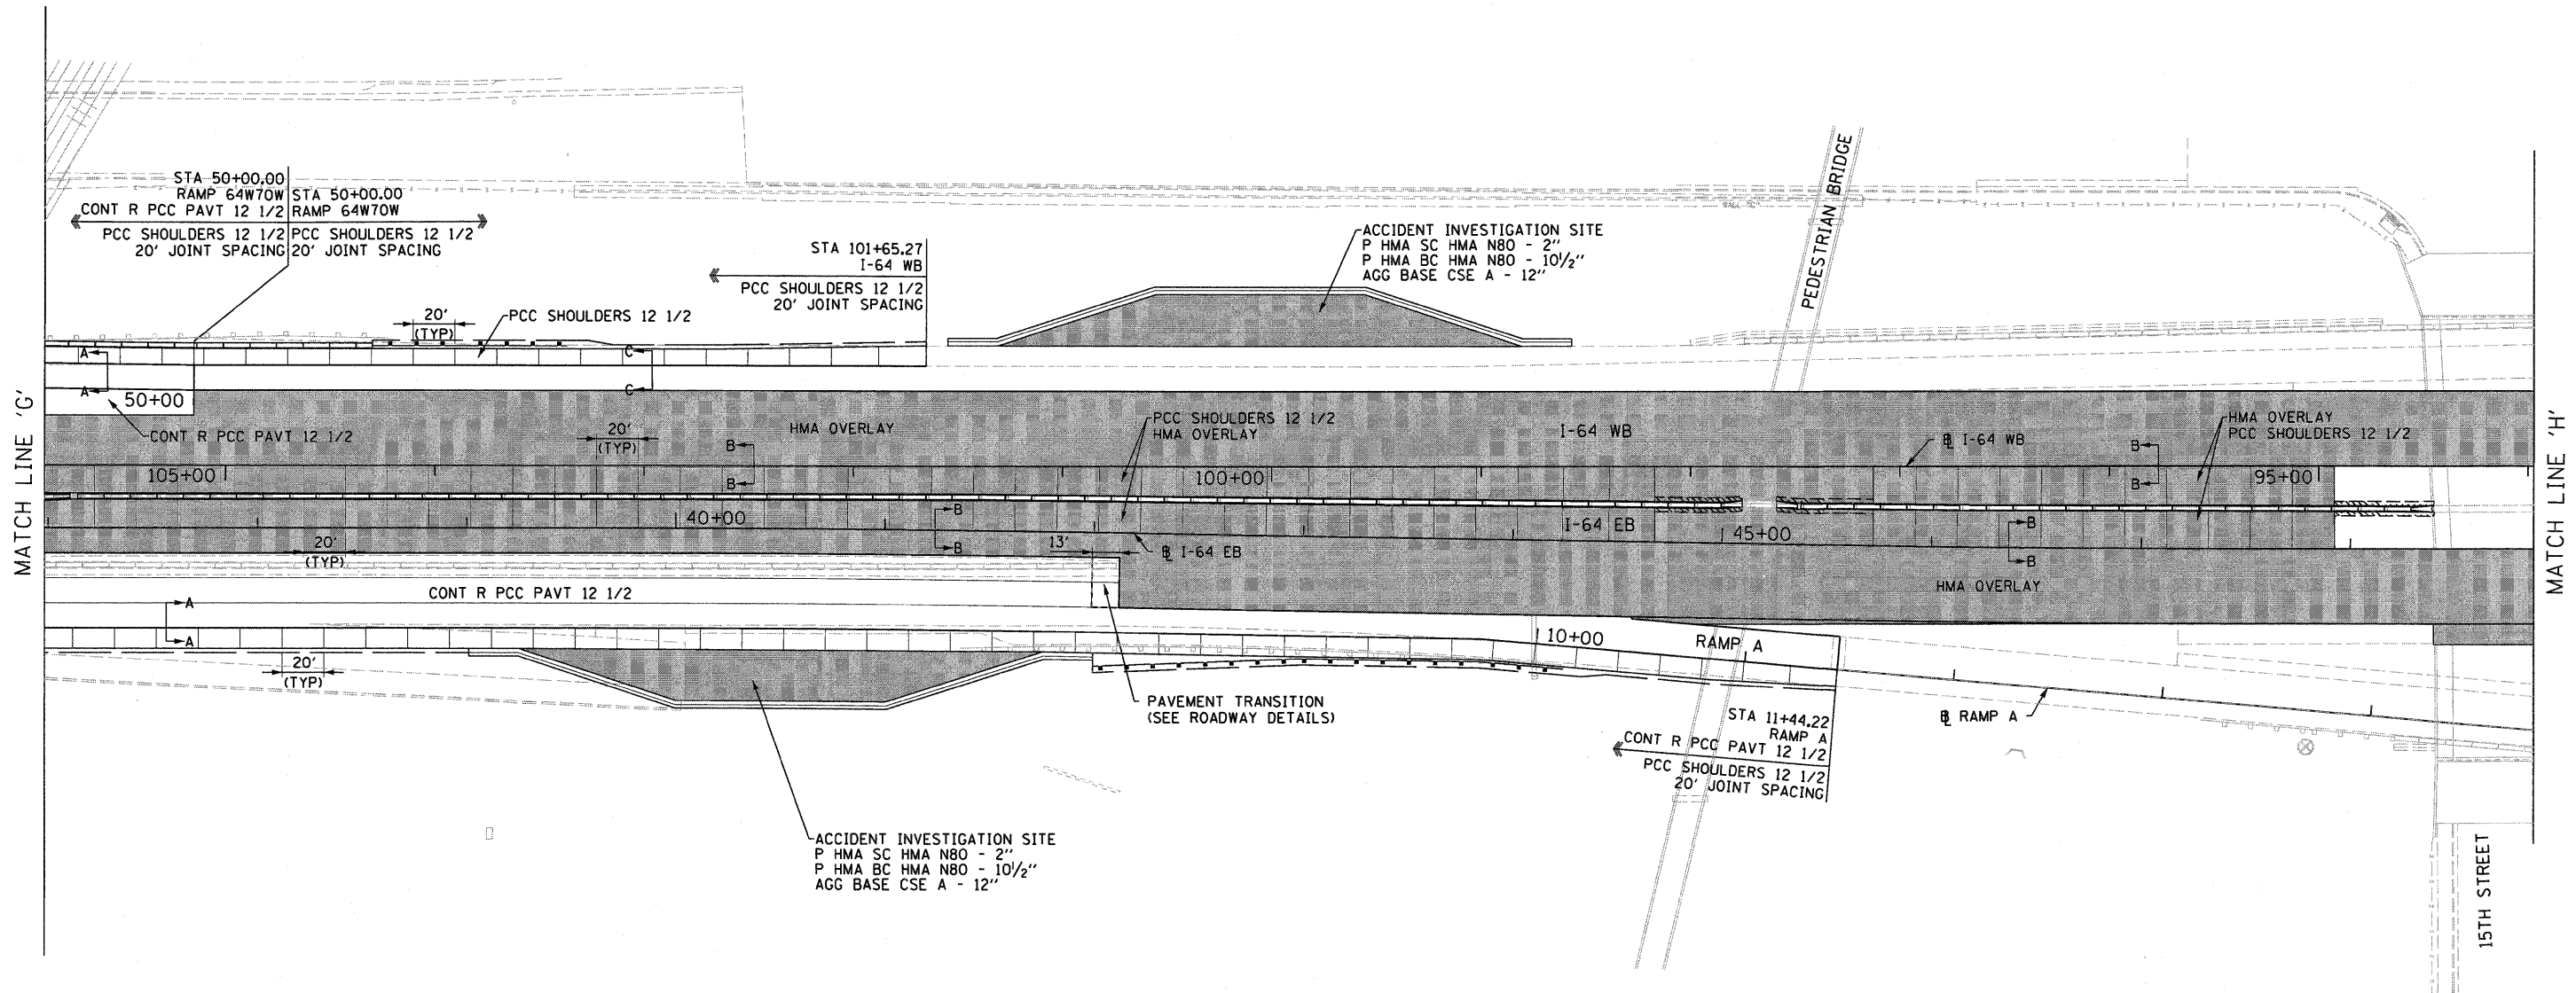 STA 50+00.00
RAMP 64W70W
CONT R PCC PAVT 12 1/2
PCC SHOULDERS 12 1/2
20' JOINT SPACING
STA 50+00.00
RAMP 64W70W
PCC SHOULDERS 12 1/2
20' JOINT SPACING
STA 101+65.27
I-64 WB
PCC SHOULDERS 12 1/2
20' JOINT SPACING
ACCIDENT INVESTIGATION SITE
P HMA SC HMA N80 - 2"
P HMA BC HMA N80 - 10 1/2"
AGG BASE CSE A - 12"
PEDESTRIAN BRIDGE
20'
(TYP)
PCC SHOULDERS 12 1/2
A
A
C
C
50+00
CONT R PCC PAVT 12 1/2
MATCH LINE 'G'
20'
(TYP)
HMA OVERLAY
B
B
PCC SHOULDERS 12 1/2
HMA OVERLAY
I-64 WB
℄ I-64 WB
B
B
HMA OVERLAY
PCC SHOULDERS 12 1/2
MATCH LINE 'H'
105+00
100+00
95+00
40+00
B
B
I-64 EB
45+00
B
B
20'
(TYP)
13'
℄ I-64 EB
CONT R PCC PAVT 12 1/2
HMA OVERLAY
A
A
10+00
RAMP A
20'
(TYP)
PAVEMENT TRANSITION
(SEE ROADWAY DETAILS)
STA 11+44.22
RAMP A
CONT R PCC PAVT 12 1/2
PCC SHOULDERS 12 1/2
20' JOINT SPACING
℄ RAMP A
ACCIDENT INVESTIGATION SITE
P HMA SC HMA N80 - 2"
P HMA BC HMA N80 - 10 1/2"
AGG BASE CSE A - 12"
15TH STREET